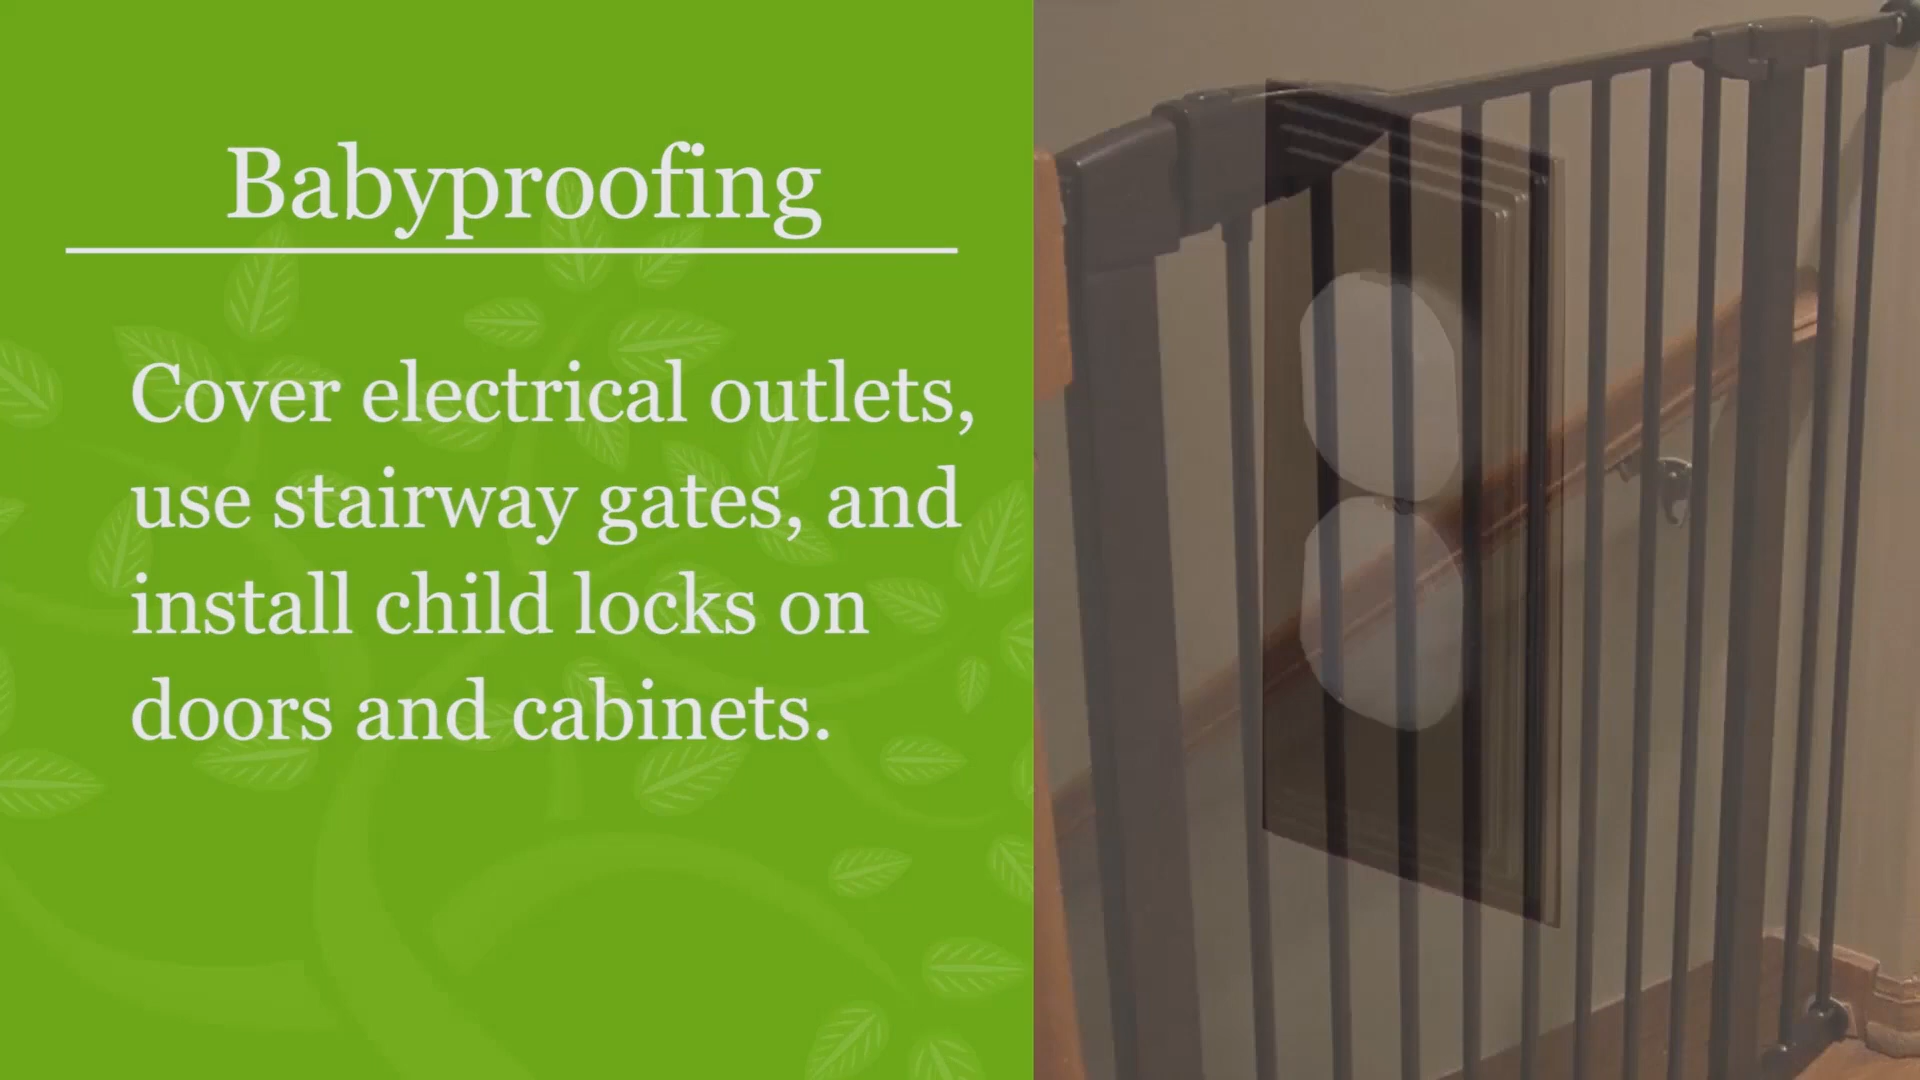 Babyproofing
Cover electrical outlets,
use stairway gates, and
install child locks on
doors and cabinets.